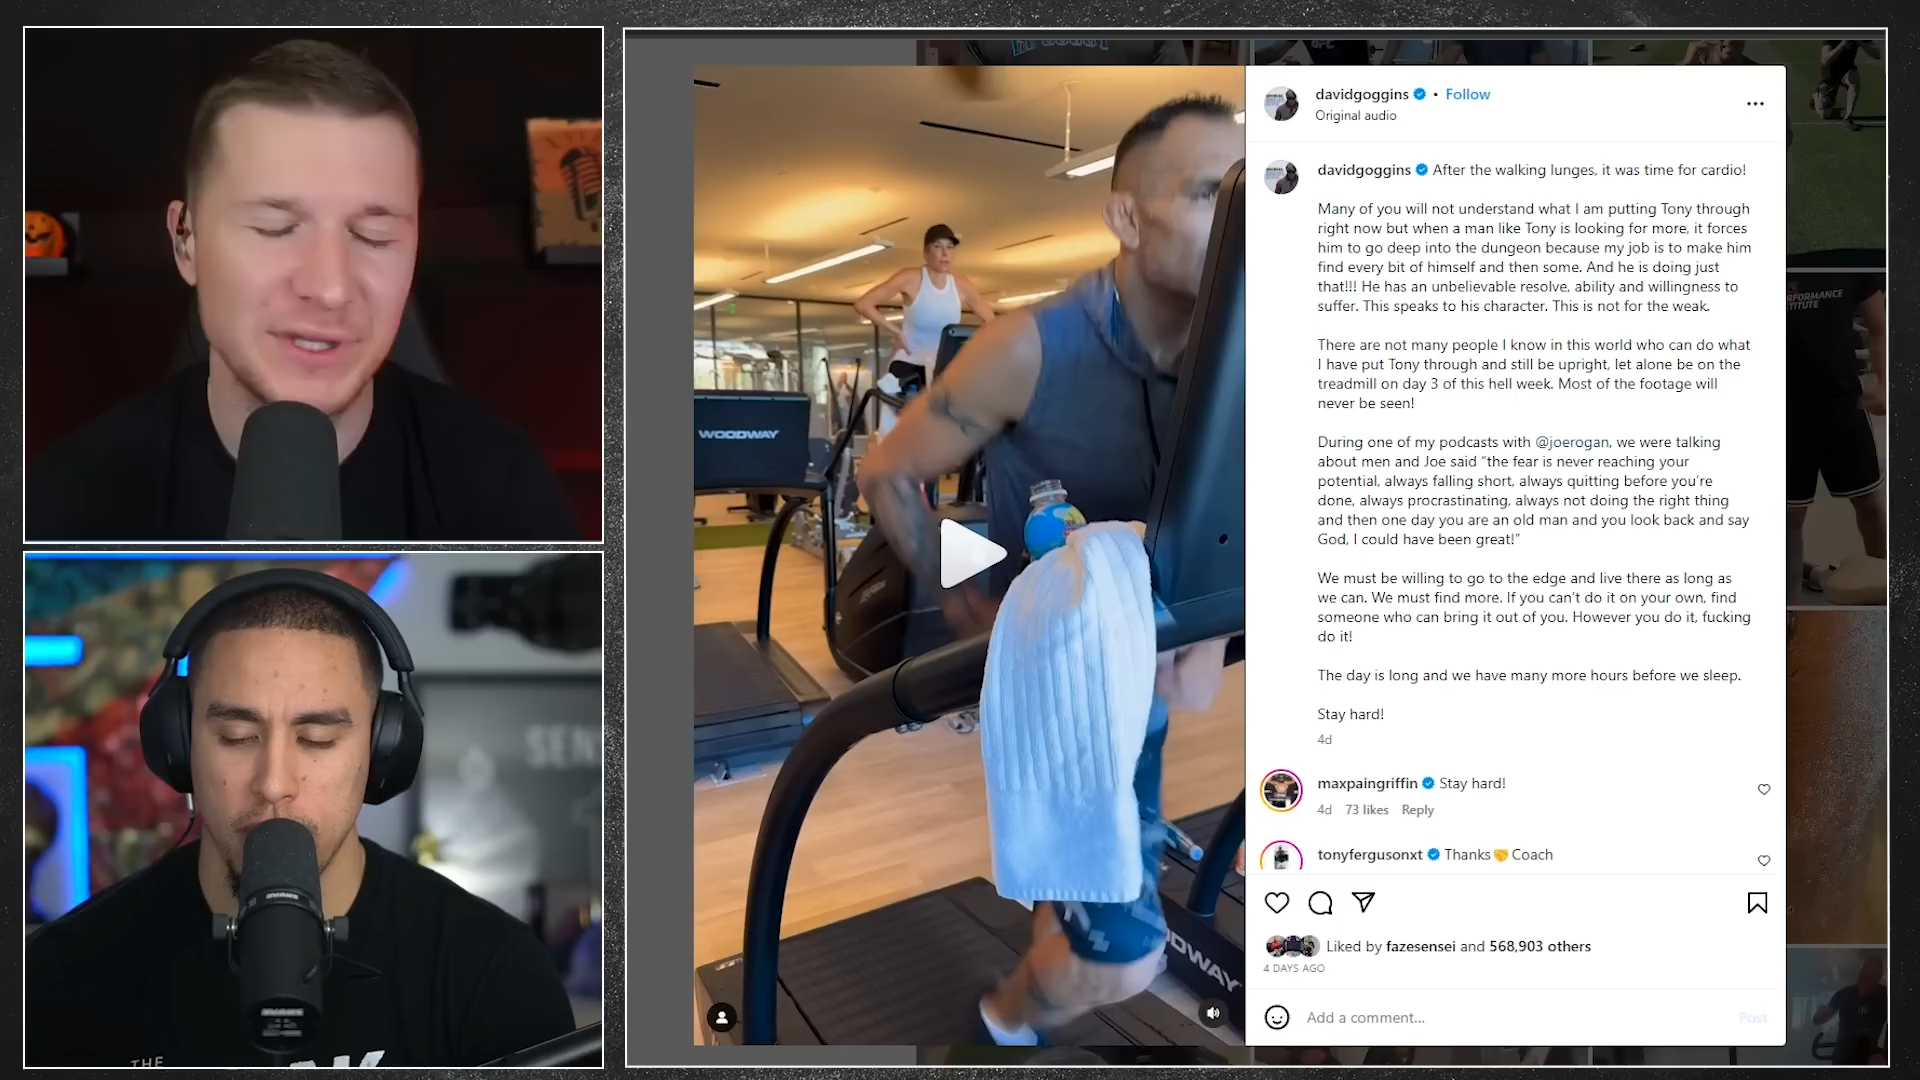 davidgoggins • Follow
Original audio
davidgoggins After the walking lunges, it was time for cardio!
Many of you will not understand what I am putting Tony through
right now but when a man like Tony is looking for more, it forces
him to go deep into the dungeon because my job is to make him
find every bit of himself and then some. And he is doing just
that!!! He has an unbelievable resolve, ability and willingness to
suffer. This speaks to his character. This is not for the weak.
There are not many people I know in this world who can do what
I have put Tony through and still be upright, let alone be on the
treadmill on day 3 of this hell week. Most of the footage will
never be seen!
During one of my podcasts with @joerogan, we were talking
about men and Joe said “the fear is never reaching your
potential, always falling short, always quitting before you’re
done, always procrastinating, always not doing the right thing
and then one day you are an old man and you look back and say
God, I could have been great!”
We must be willing to go to the edge and live there as long as
we can. We must find more. If you can’t do it on your own, find
someone who can bring it out of you. However you do it, fucking
do it!
The day is long and we have many more hours before we sleep.
Stay hard!
4d
maxpaingriffin Stay hard!
4d 73 likes Reply
tonyfergusonxt Thanks🤝Coach
Liked by fazesensei and 568,903 others
4 DAYS AGO
Add a comment...
Post
WOODWAY
THE